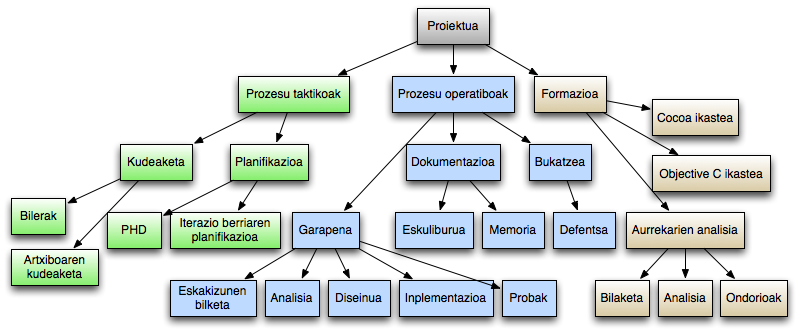 Proiektua
Prozesu taktikoak
Prozesu operatiboak
Formazioa
Cocoa ikastea
Kudeaketa
Planifikazioa
Dokumentazioa
Bukatzea
Objective C ikastea
Bilerak
PHD
Iterazio berriaren
planifikazioa
Garapena
Eskuliburua
Memoria
Defentsa
Aurrekarien analisia
Artxiboaren
kudeaketa
Eskakizunen
bilketa
Analisia
Diseinua
Inplementazioa
Probak
Bilaketa
Analisia
Ondorioak